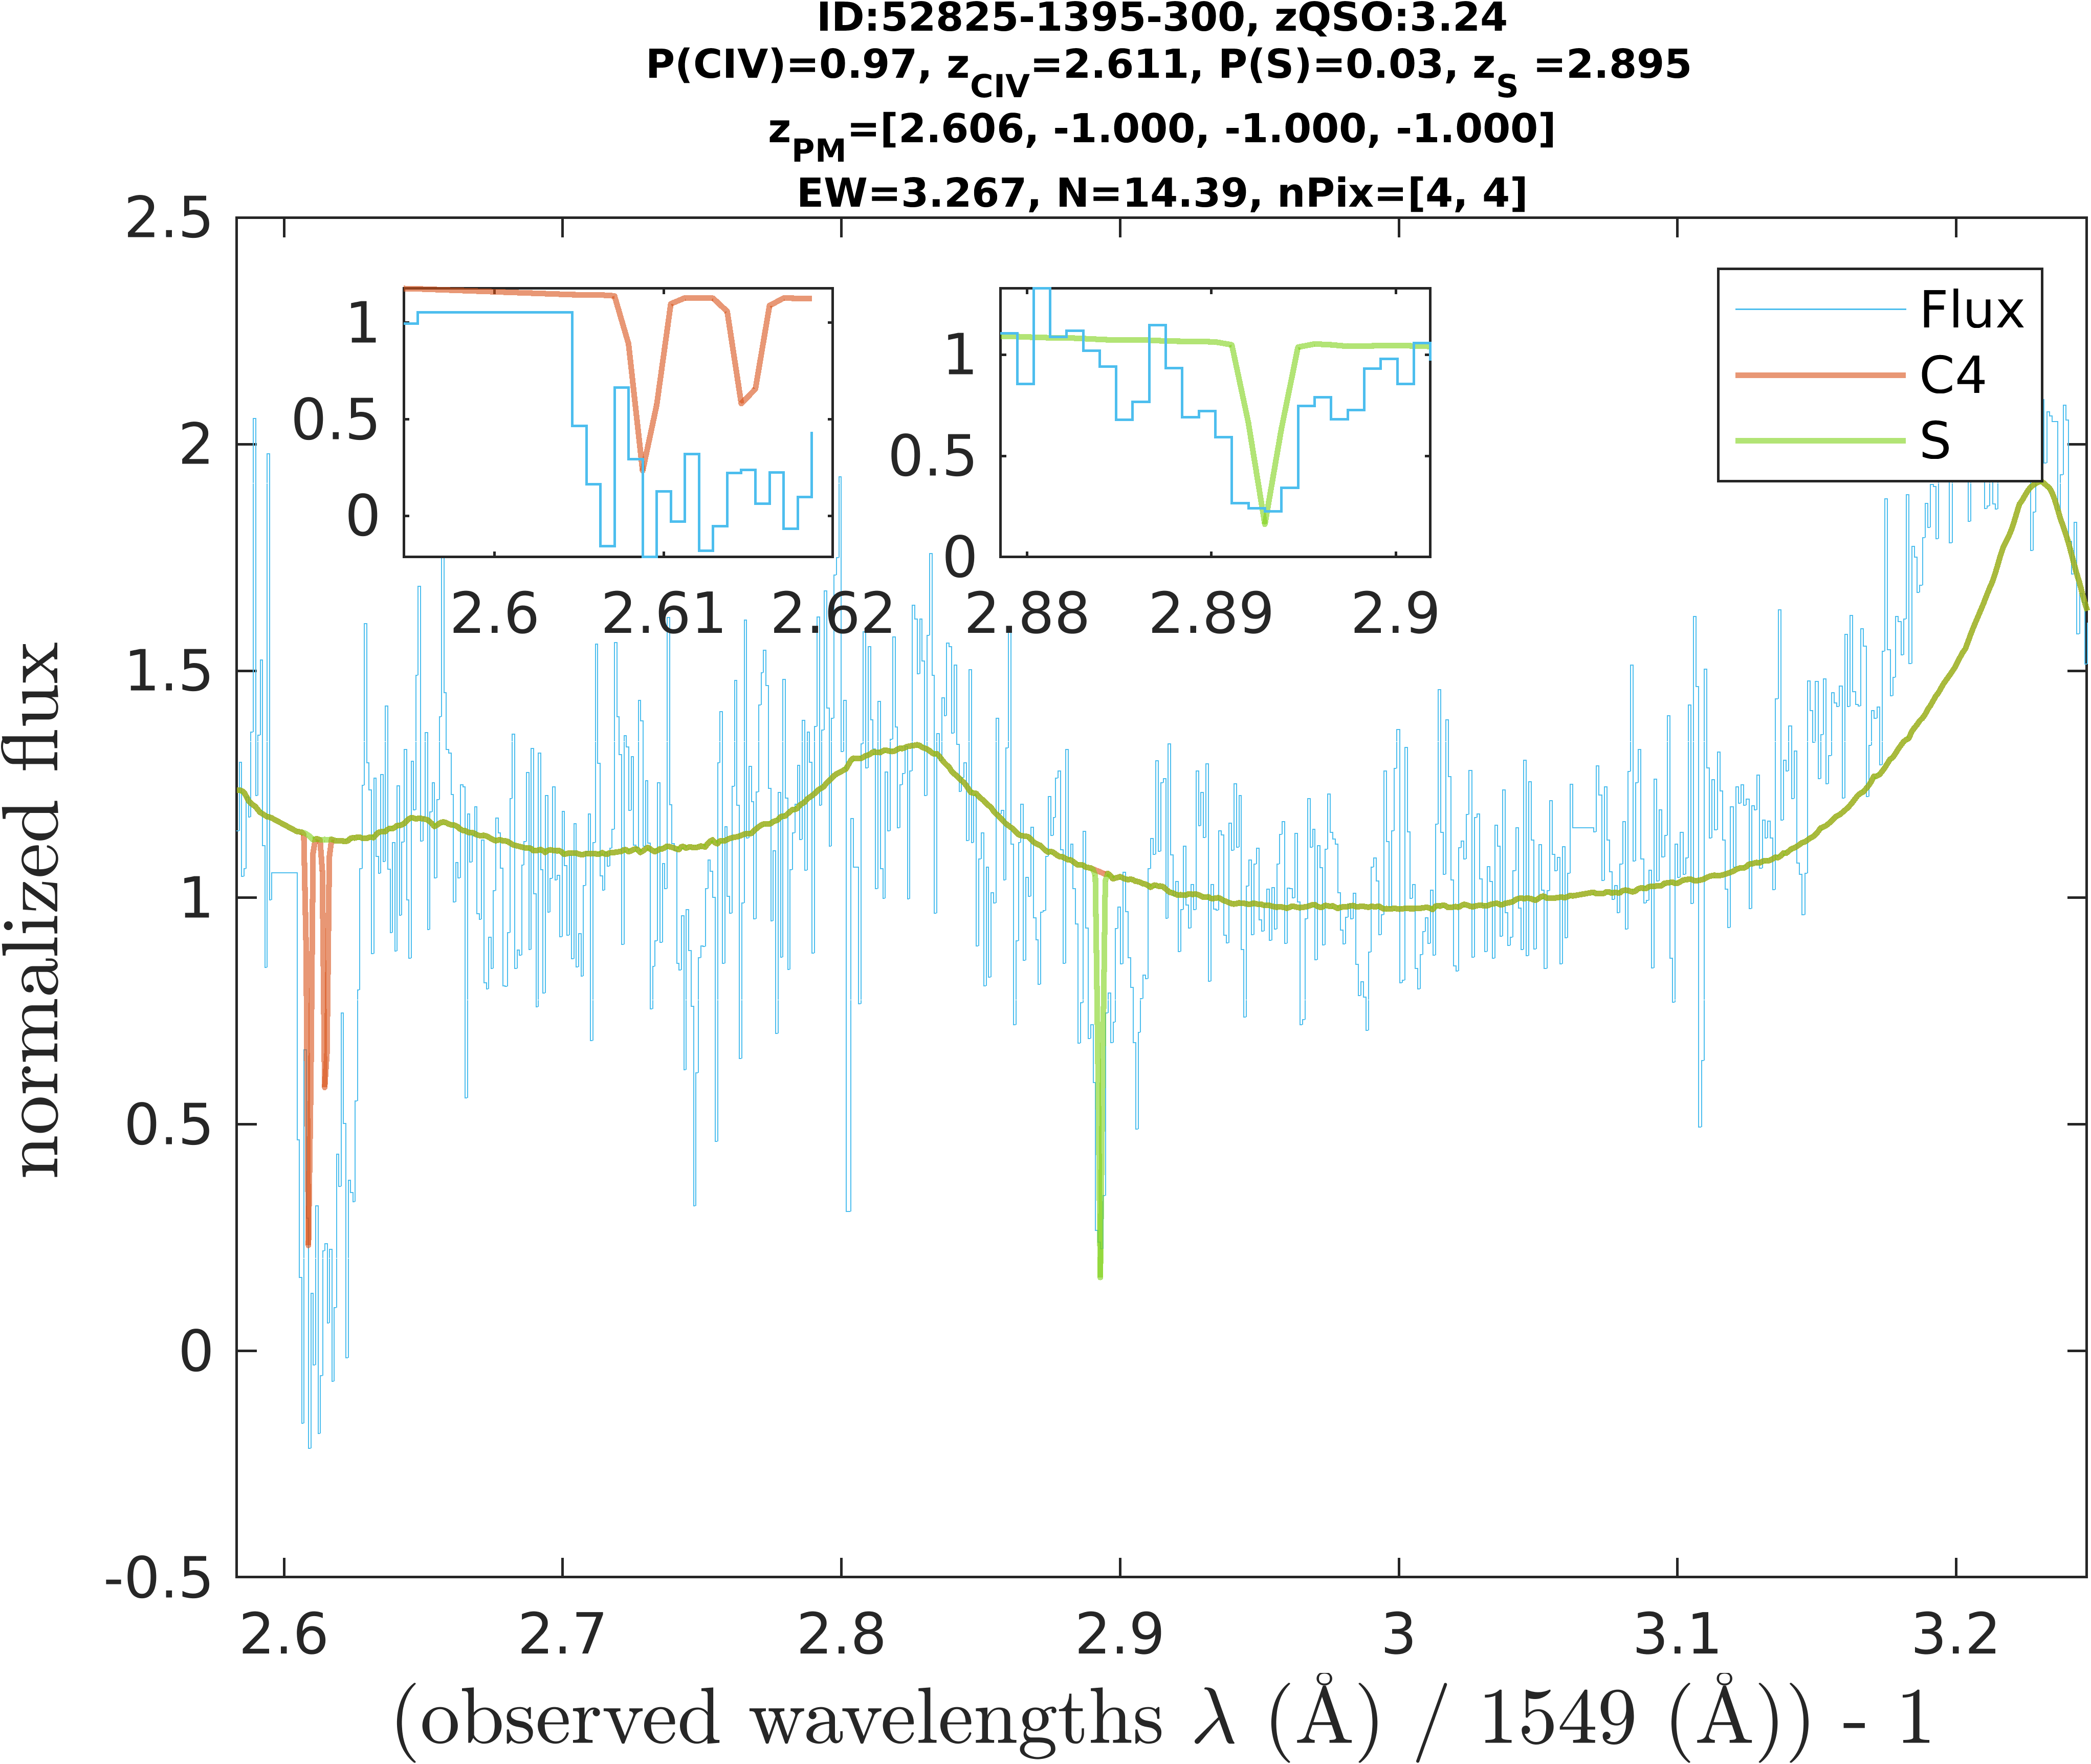 ID:52825-1395-300, zQSO:3.24
P(CIV)=0.97, zCIV=2.611, P(S)=0.03, zS =2.895
zPM=[2.606, -1.000, -1.000, -1.000]
EW=3.267, N=14.39, nPix=[4, 4]
2.5
2
1.5
1
0.5
0
-0.5
normalized flux
1
0.5
0
2.6 2.61 2.62
1
0.5
0
2.88 2.89 2.9
Flux
C4
S
2.6 2.7 2.8 2.9 3 3.1 3.2
(observed wavelengths λ (Å) / 1549 (Å)) - 1